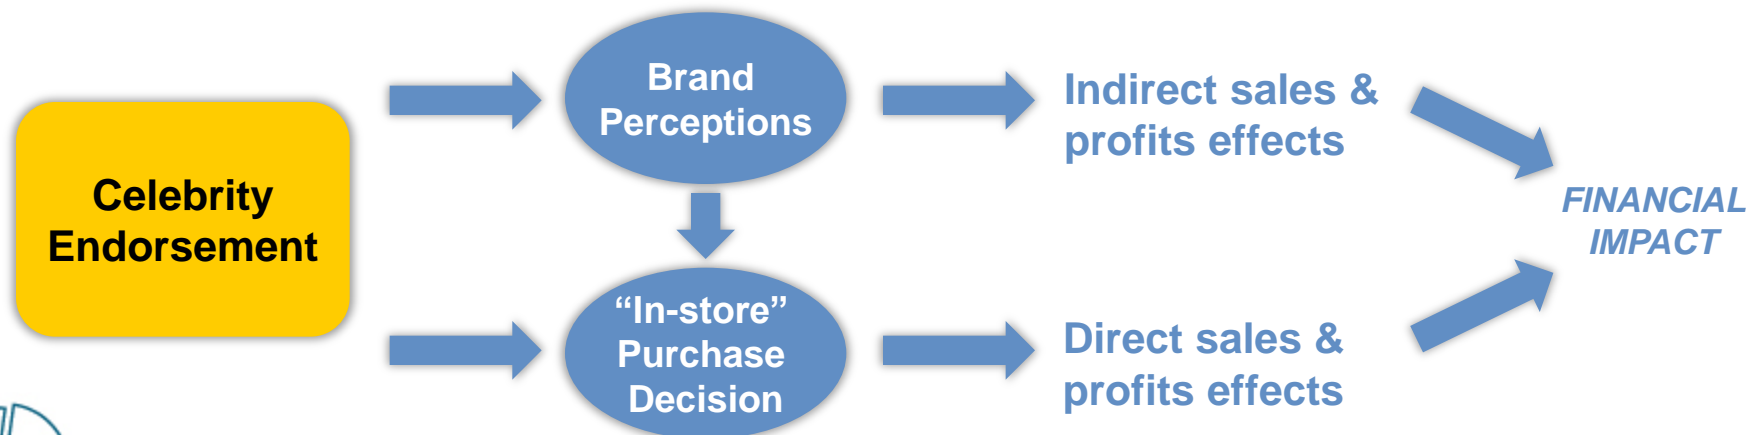 Celebrity
Endorsement
Brand
Perceptions
Indirect sales &
profits effects
FINANCIAL
IMPACT
“In-store”
Purchase
Decision
Direct sales &
profits effects